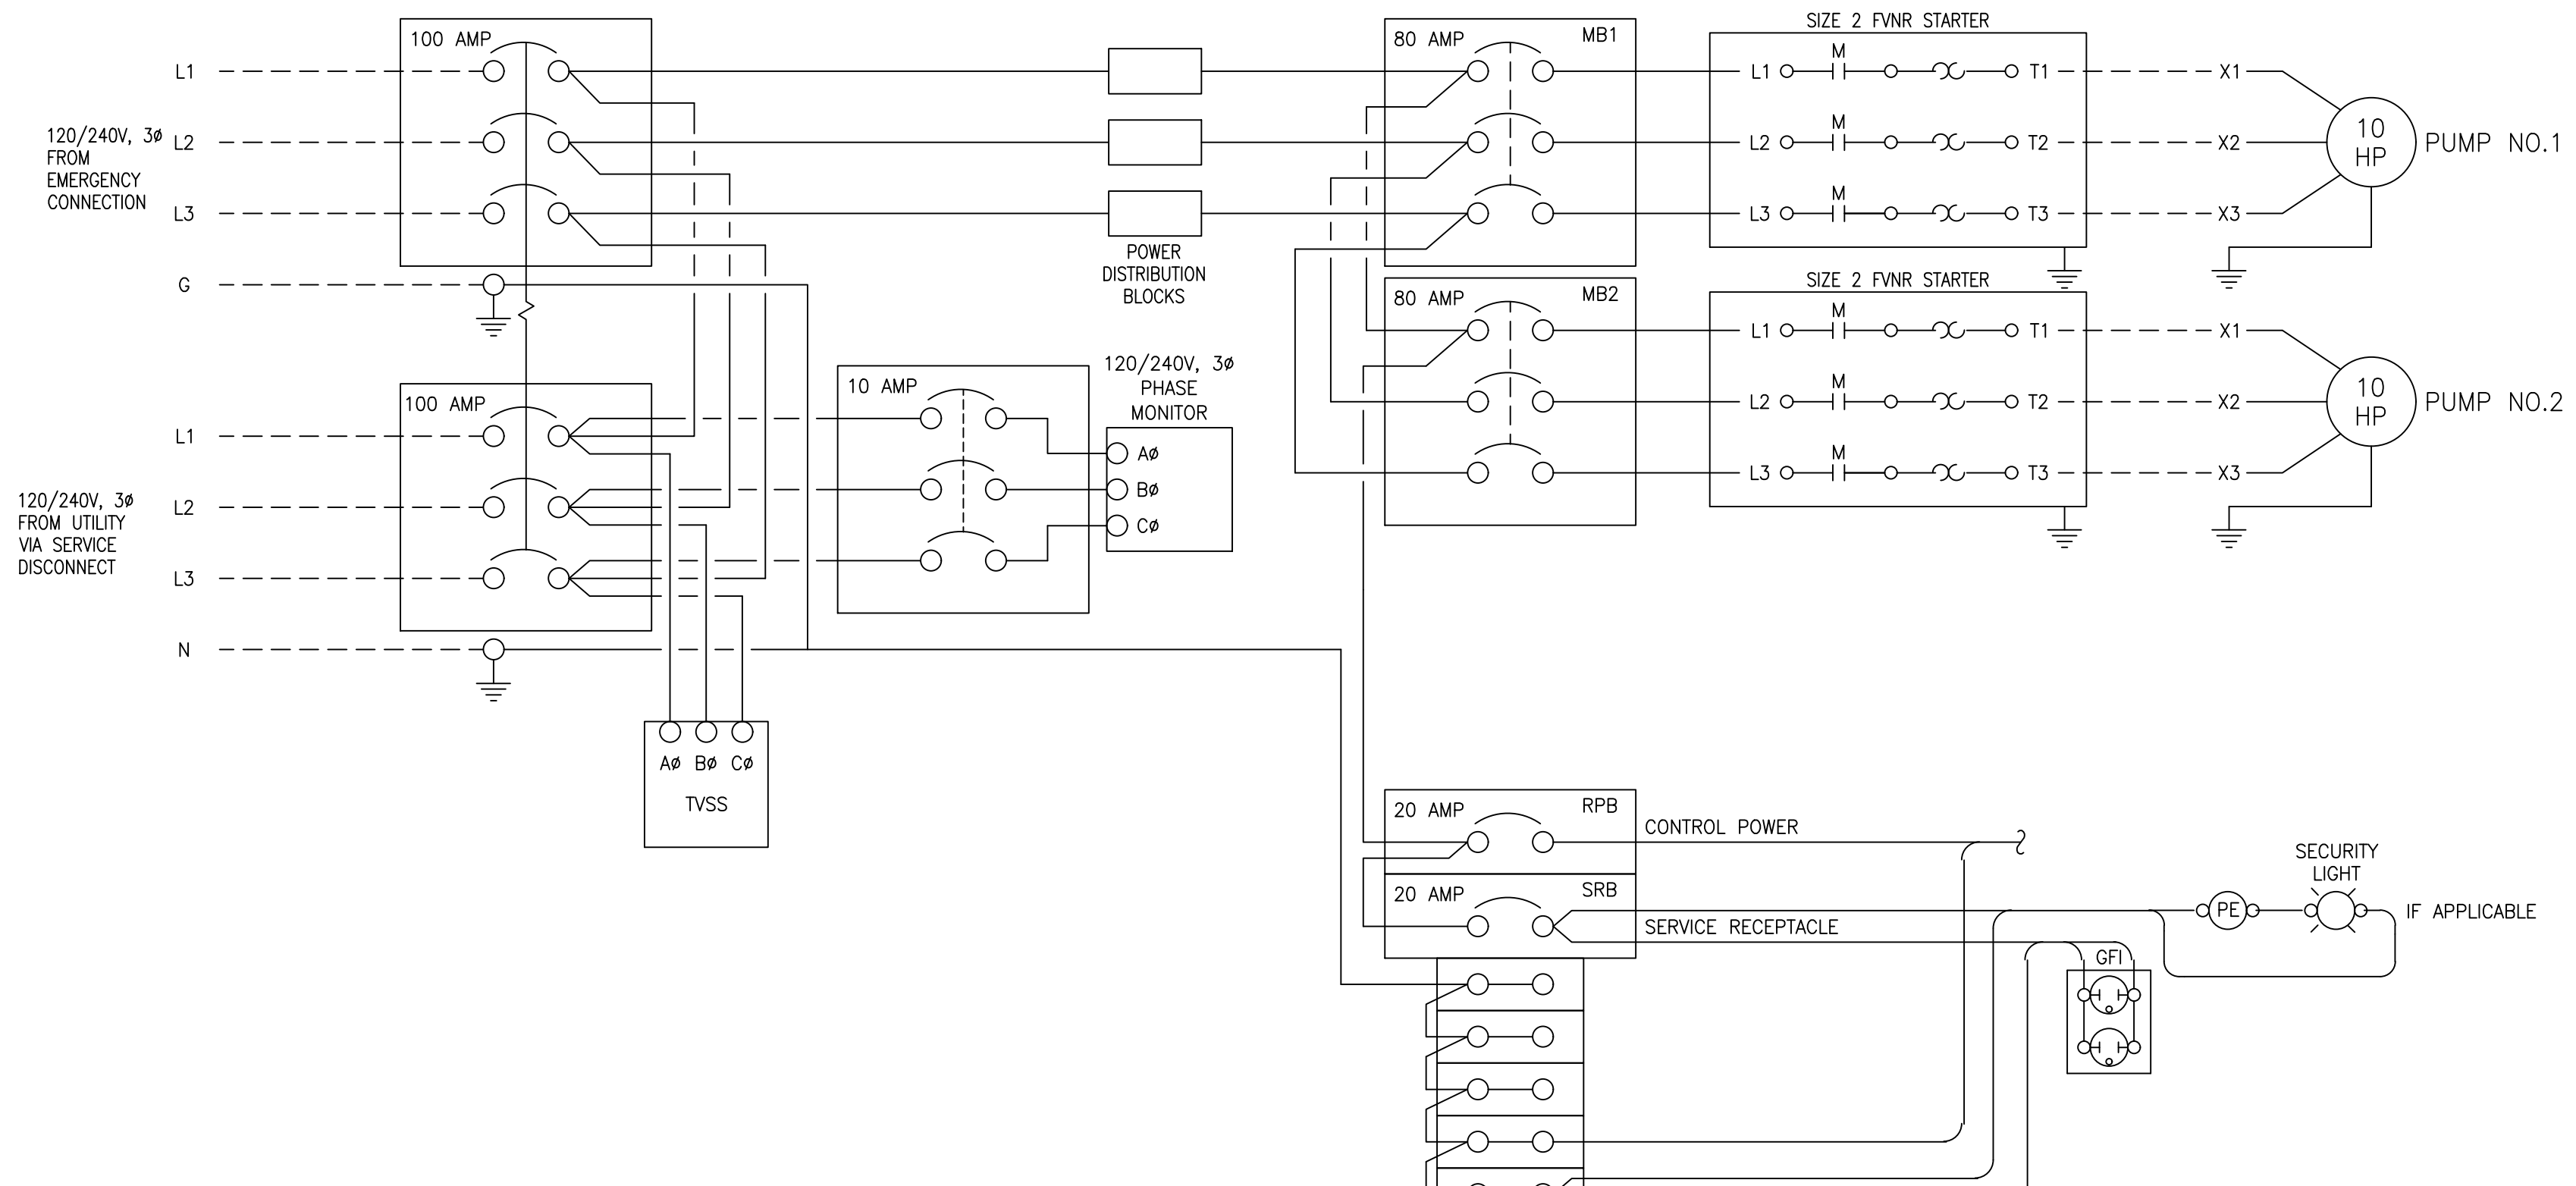 100 AMP
L1
L2
L3
G
120/240V, 3ø
FROM
EMERGENCY
CONNECTION
100 AMP
L1
L2
L3
N
120/240V, 3ø
FROM UTILITY
VIA SERVICE
DISCONNECT
POWER
DISTRIBUTION
BLOCKS
10 AMP
120/240V, 3ø
PHASE
MONITOR
Aø
Bø
Cø
Aø Bø Cø
TVSS
80 AMP
MB1
SIZE 2 FVNR STARTER
M
L1
T1
X1
M
L2
T2
X2
M
L3
T3
X3
10
HP
PUMP NO.1
80 AMP
MB2
SIZE 2 FVNR STARTER
M
L1
T1
X1
M
L2
T2
X2
M
L3
T3
X3
10
HP
PUMP NO.2
20 AMP
RPB
CONTROL POWER
20 AMP
SRB
SERVICE RECEPTACLE
SECURITY
LIGHT
PE
IF APPLICABLE
GFI